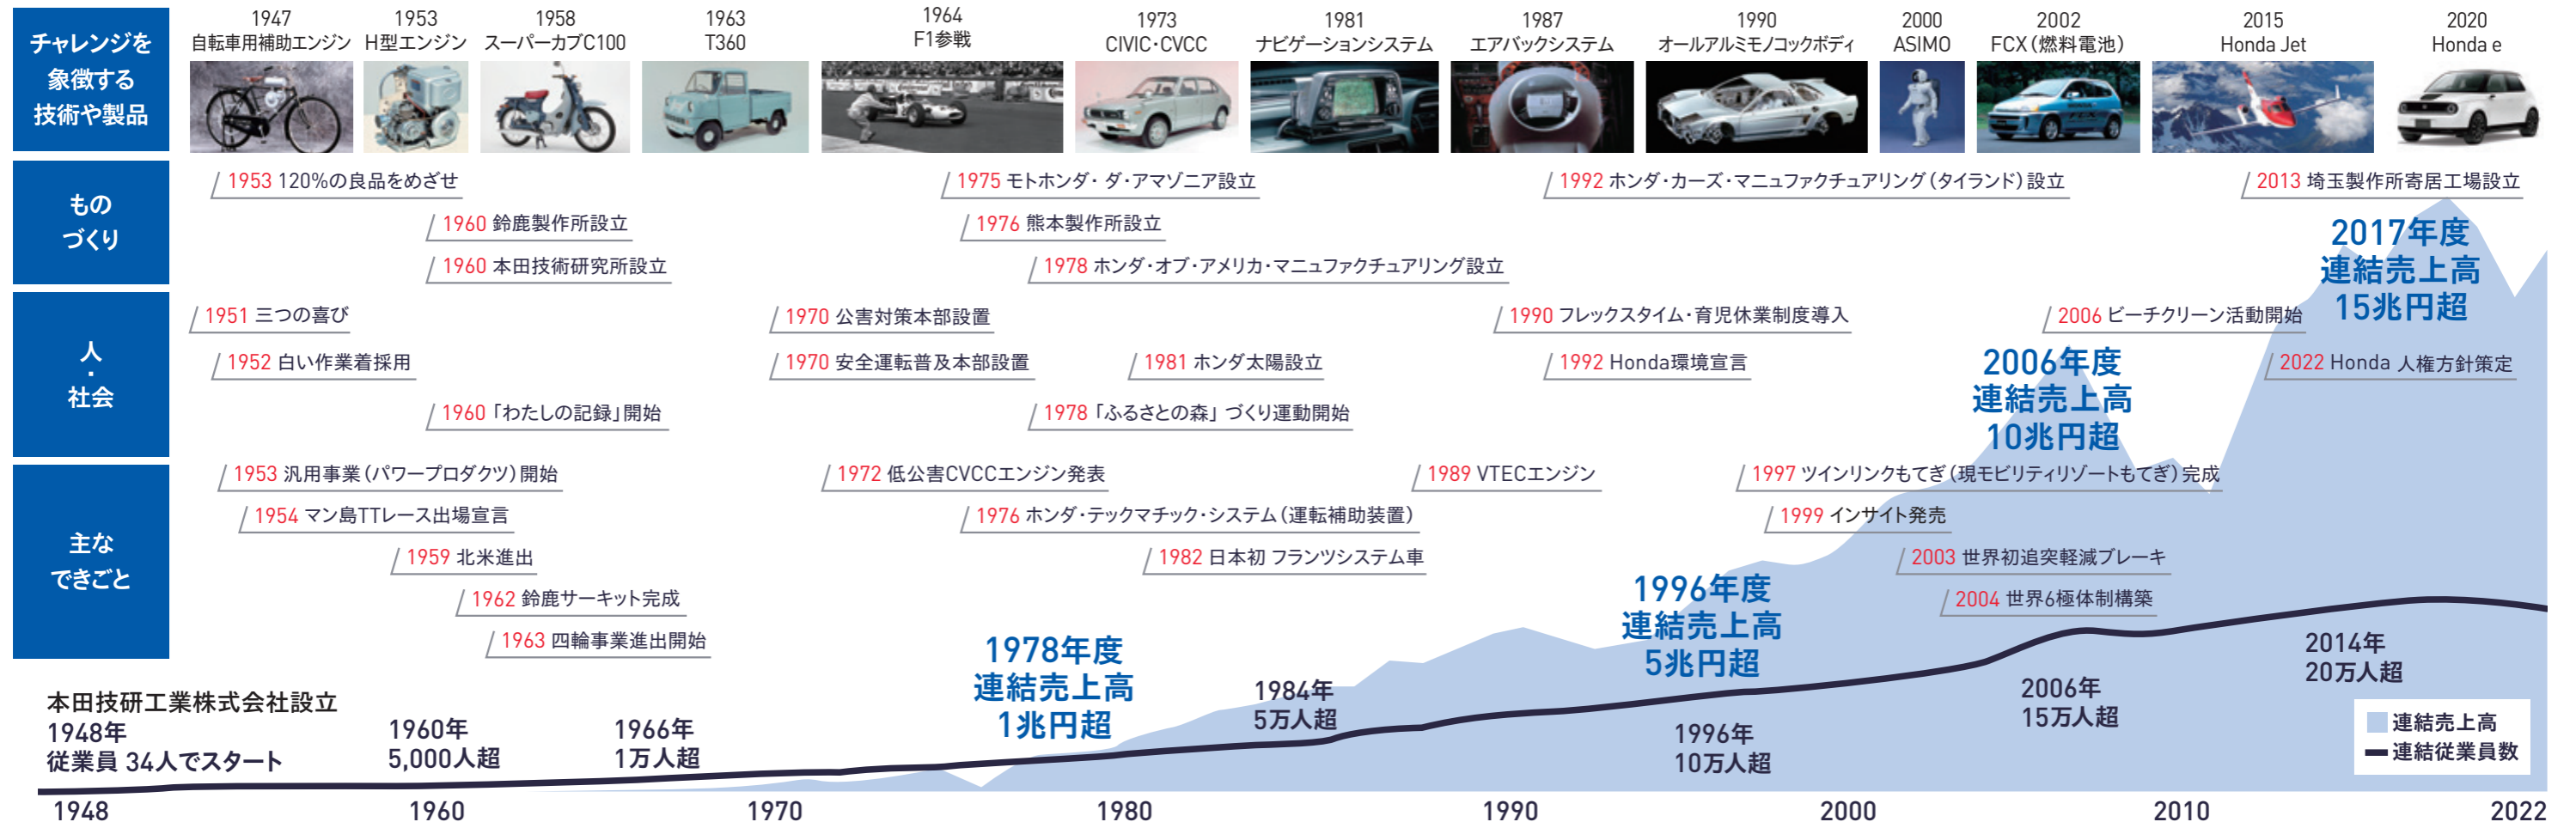 チャレンジを
象徴する
技術や製品
1947
自転車用補助エンジン
1953
H型エンジン
1958
スーパーカブC100
1963
T360
1964
F1参戦
1973
CIVIC・CVCC
1981
ナビゲーションシステム
1987
エアバックシステム
1990
オールアルミモノコックボディ
2000
ASIMO
2002
FCX(燃料電池)
2015
Honda Jet
2020
Honda e
もの
づくり
1953 120%の良品をめざせ
1975 モトホンダ・ダ・アマゾニア設立
1992 ホンダ・カーズ・マニュファクチュアリング(タイランド)設立
2013 埼玉製作所寄居工場設立
1960 鈴鹿製作所設立
1976 熊本製作所設立
1960 本田技術研究所設立
1978 ホンダ・オブ・アメリカ・マニュファクチュアリング設立
2017年度
連結売上高
15兆円超
人
・
社会
1951 三つの喜び
1970 公害対策本部設置
1990 フレックスタイム・育児休業制度導入
2006 ビーチクリーン活動開始
1952 白い作業着採用
1970 安全運転普及本部設置
1981 ホンダ太陽設立
1992 Honda環境宣言
2022 Honda 人権方針策定
1960 「わたしの記録」開始
1978 「ふるさとの森」づくり運動開始
2006年度
連結売上高
10兆円超
主な
できごと
1953 汎用事業(パワープロダクツ)開始
1972 低公害CVCCエンジン発表
1989 VTECエンジン
1997 ツインリンクもてぎ(現モビリティリゾートもてぎ)完成
1954 マン島TTレース出場宣言
1976 ホンダ・テックマチック・システム(運転補助装置)
1999 インサイト発売
1959 北米進出
1982 日本初 フランツシステム車
2003 世界初追突軽減ブレーキ
1962 鈴鹿サーキット完成
2004 世界6極体制構築
1963 四輪事業進出開始
1978年度
連結売上高
1兆円超
1996年度
連結売上高
5兆円超
本田技研工業株式会社設立
1948年
従業員 34人でスタート
1960年
5,000人超
1966年
1万人超
1984年
5万人超
1996年
10万人超
2006年
15万人超
2014年
20万人超
連結売上高
連結従業員数
1948
1960
1970
1980
1990
2000
2010
2022